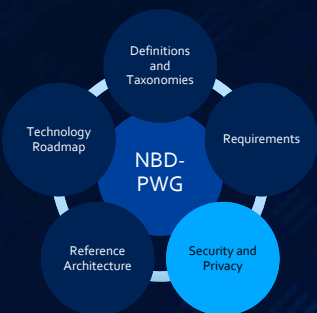 Definitions
and
Taxonomies
Technology
Roadmap
Requirements
NBD-
PWG
Reference
Architecture
Security and
Privacy